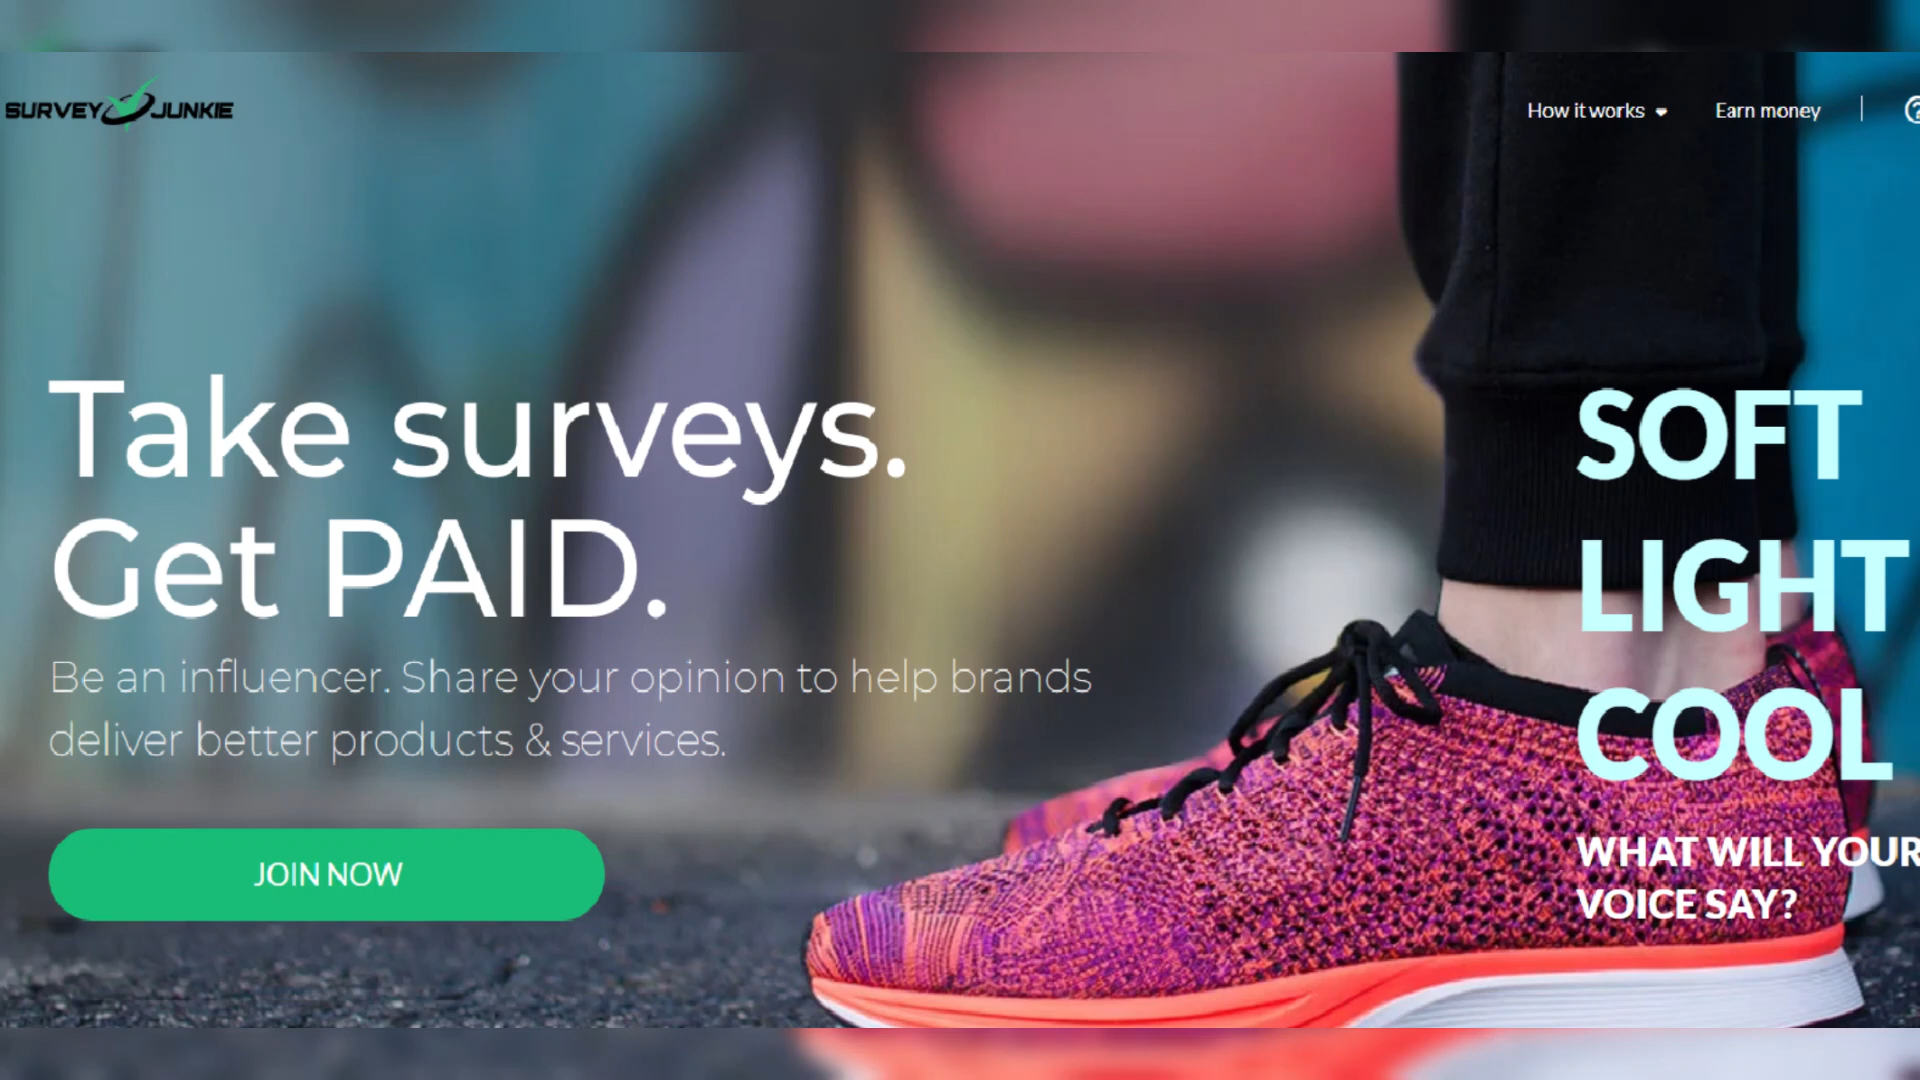 SURVEY JUNKIE
How it works
Earn money
Take surveys.
Get PAID.
Be an influencer. Share your opinion to help brands
deliver better products & services.
JOIN NOW
SOFT
LIGHT
COOL
WHAT WILL YOUR
VOICE SAY?